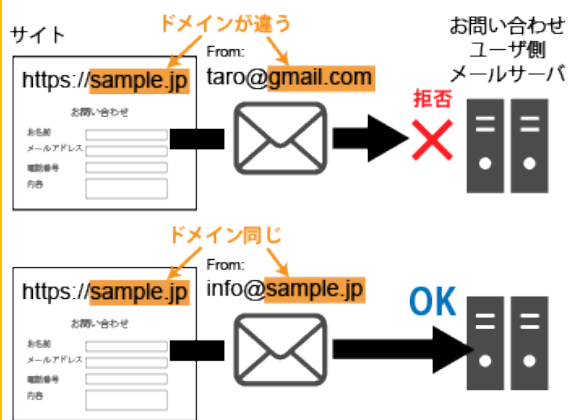 サイト
ドメインが違う
お問い合わせ
ユーザ側
メールサーバ
From:
https://sample.jp
taro@gmail.com
拒否
お問い合わせ
お名前
メールアドレス
電話番号
内容
ドメイン同じ
From:
https://sample.jp
info@sample.jp
OK
お問い合わせ
お名前
メールアドレス
電話番号
内容